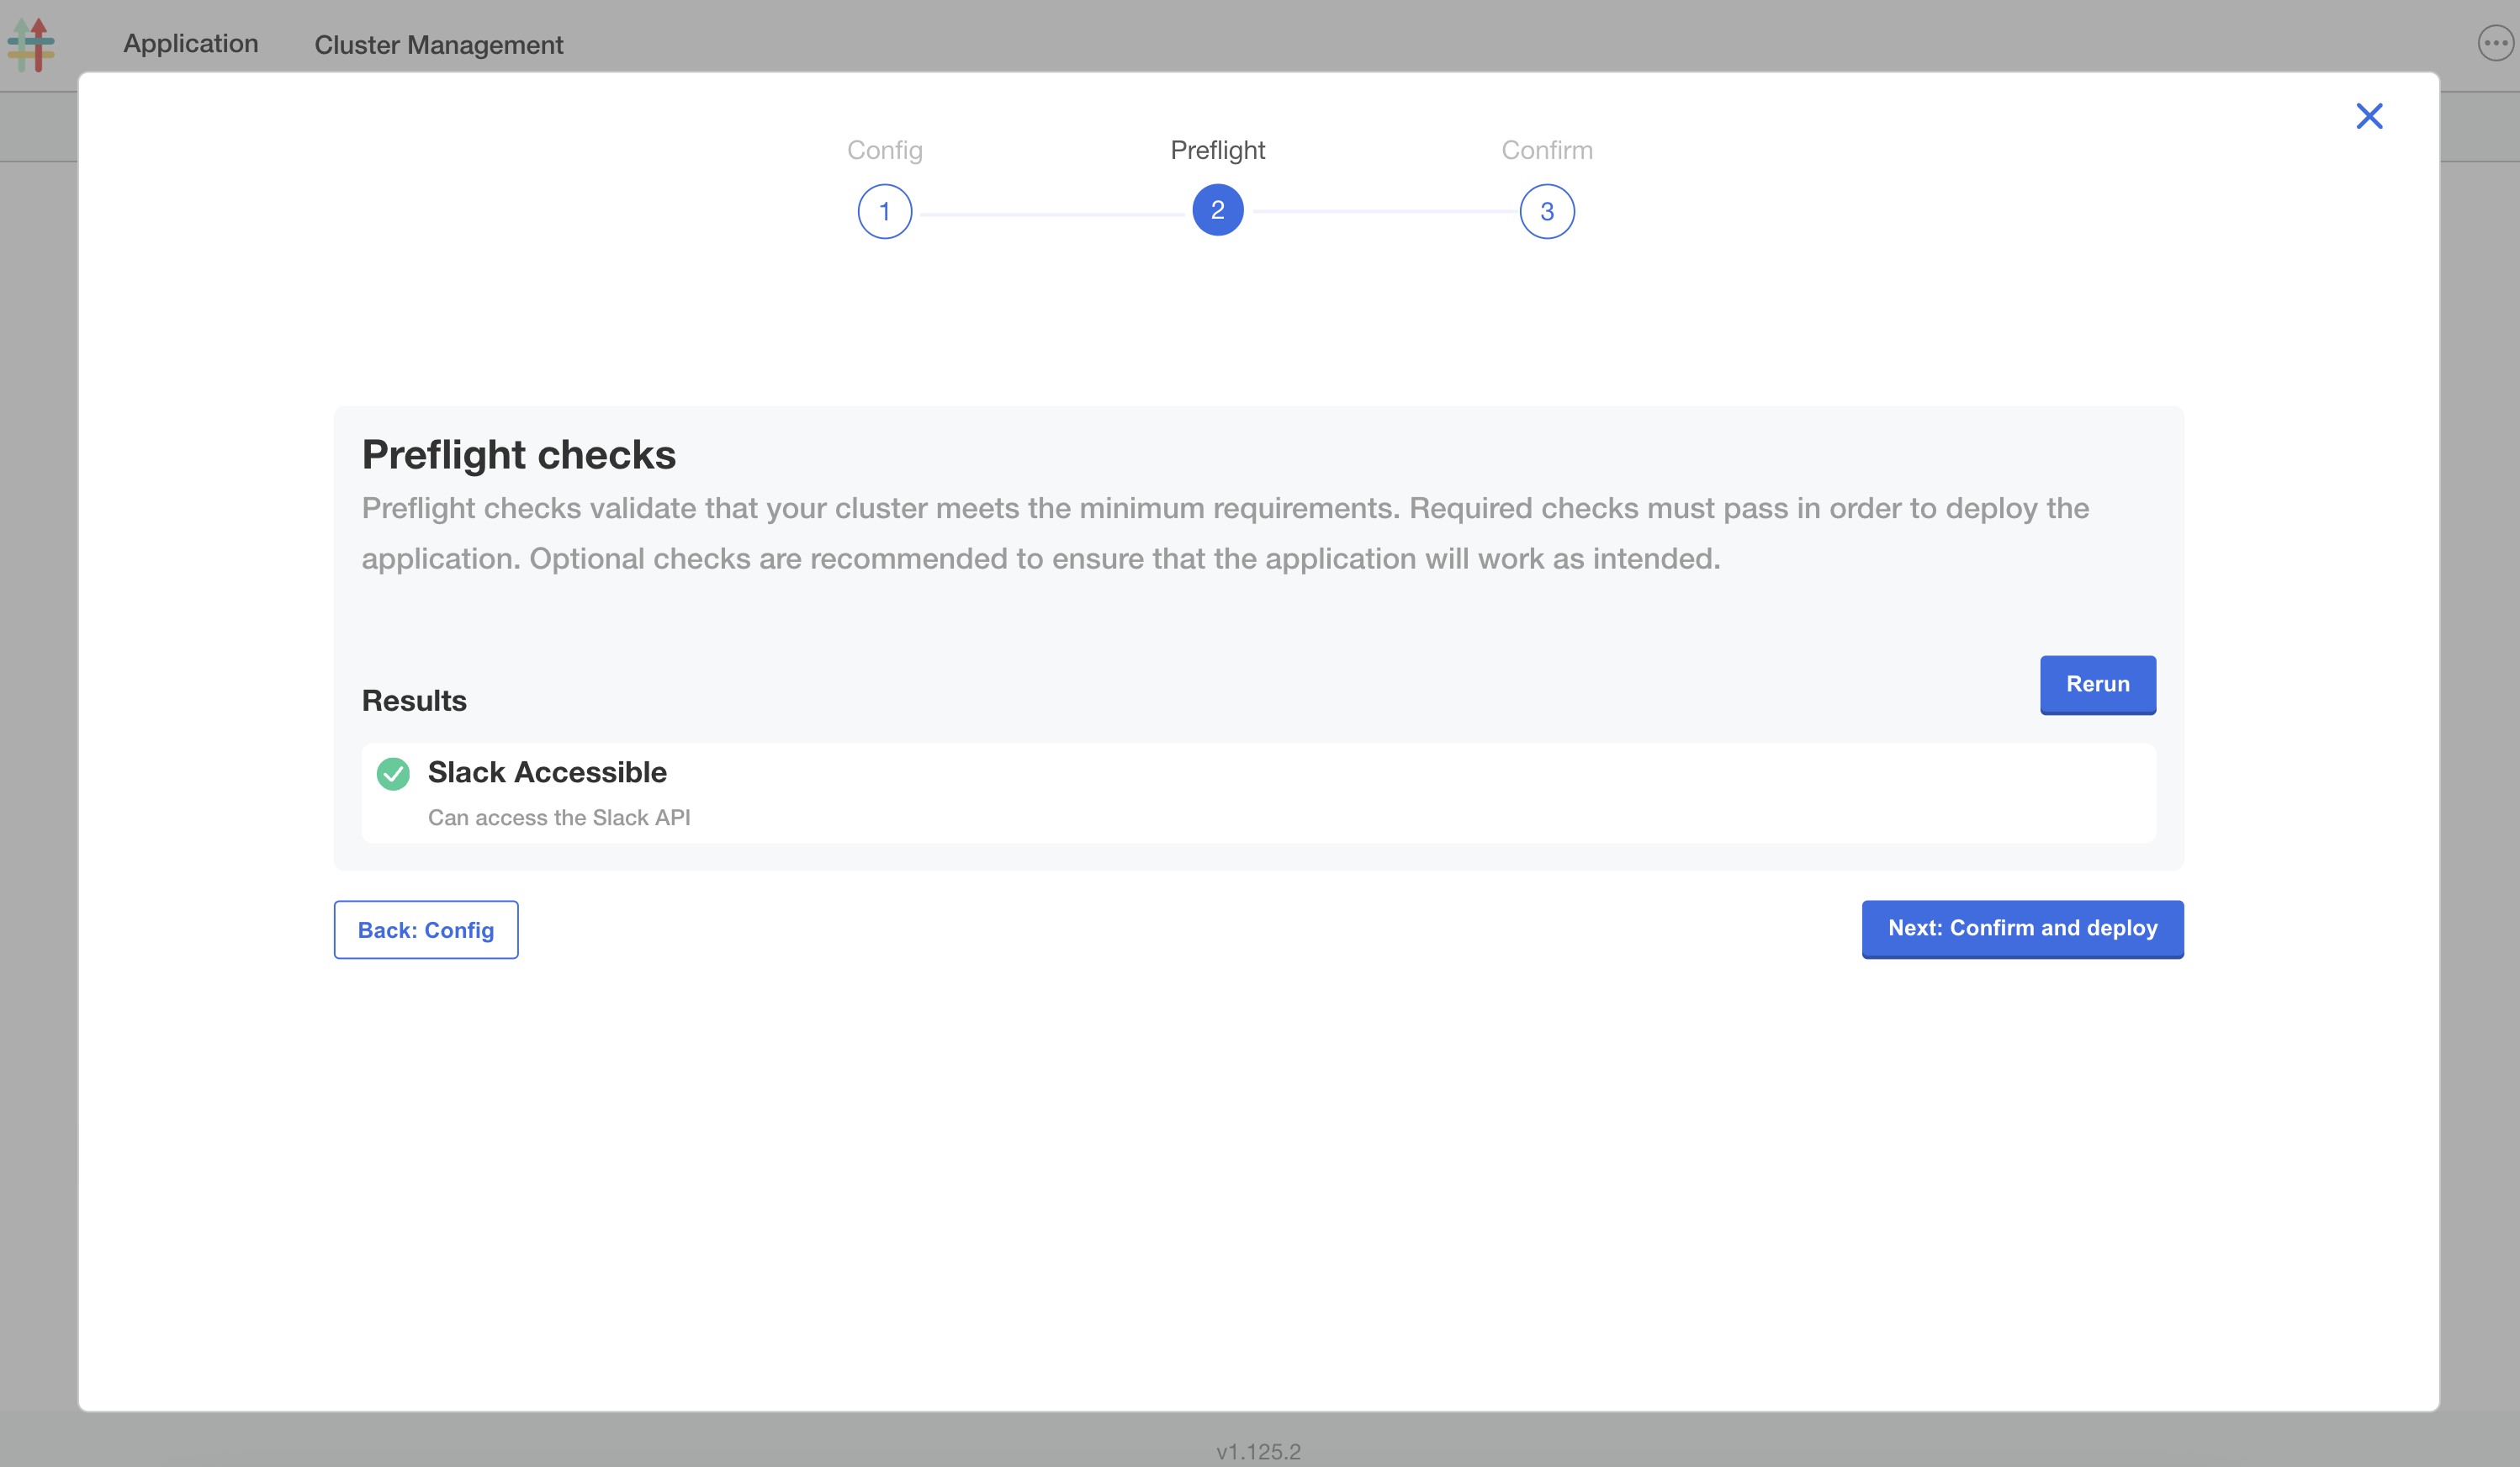 Application
Cluster Management
Config
Preflight
Confirm
1
2
3
Preflight checks
Preflight checks validate that your cluster meets the minimum requirements. Required checks must pass in order to deploy the
application. Optional checks are recommended to ensure that the application will work as intended.
Rerun
Results
Slack Accessible
Can access the Slack API
Back: Config
Next: Confirm and deploy
v1.125.2